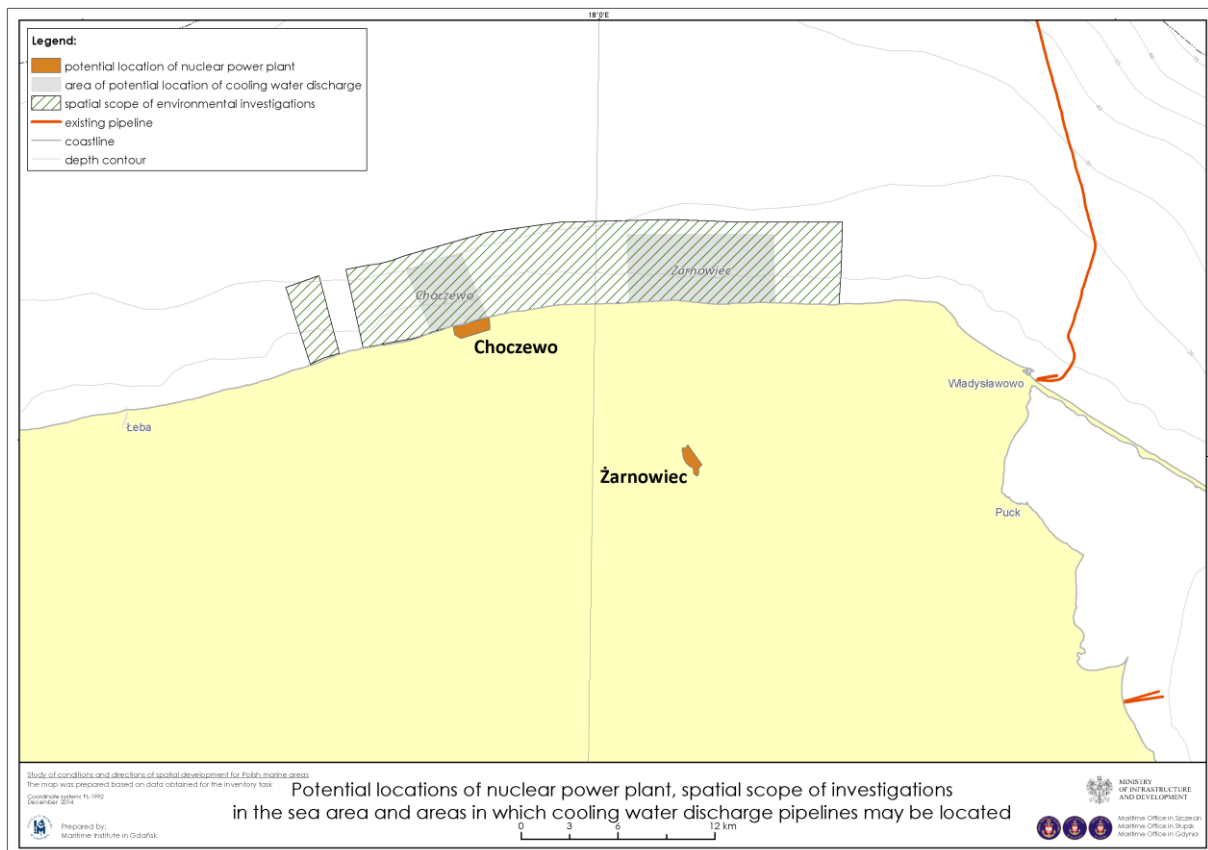 18°0'E
Legend:
potential location of nuclear power plant
area of potential location of cooling water discharge
spatial scope of environmental investigations
existing pipeline
coastline
depth contour
Żarnowiec
Choczewo
Choczewo
Władysławowo
Łeba
Żarnowiec
Puck
Study of conditions and directions of spatial development for Polish marine areas
The map was prepared based on data obtained for the inventory task
Coordinate system: PL-1992
December 2014
Prepared by:
Maritime Institute in Gdańsk
Potential locations of nuclear power plant, spatial scope of investigations
in the sea area and areas in which cooling water discharge pipelines may be located
0 3 6 12 km
MINISTRY
OF INFRASTRUCTURE
AND DEVELOPMENT
Maritime Office in Szczecin
Maritime Office in Słupsk
Maritime Office in Gdynia